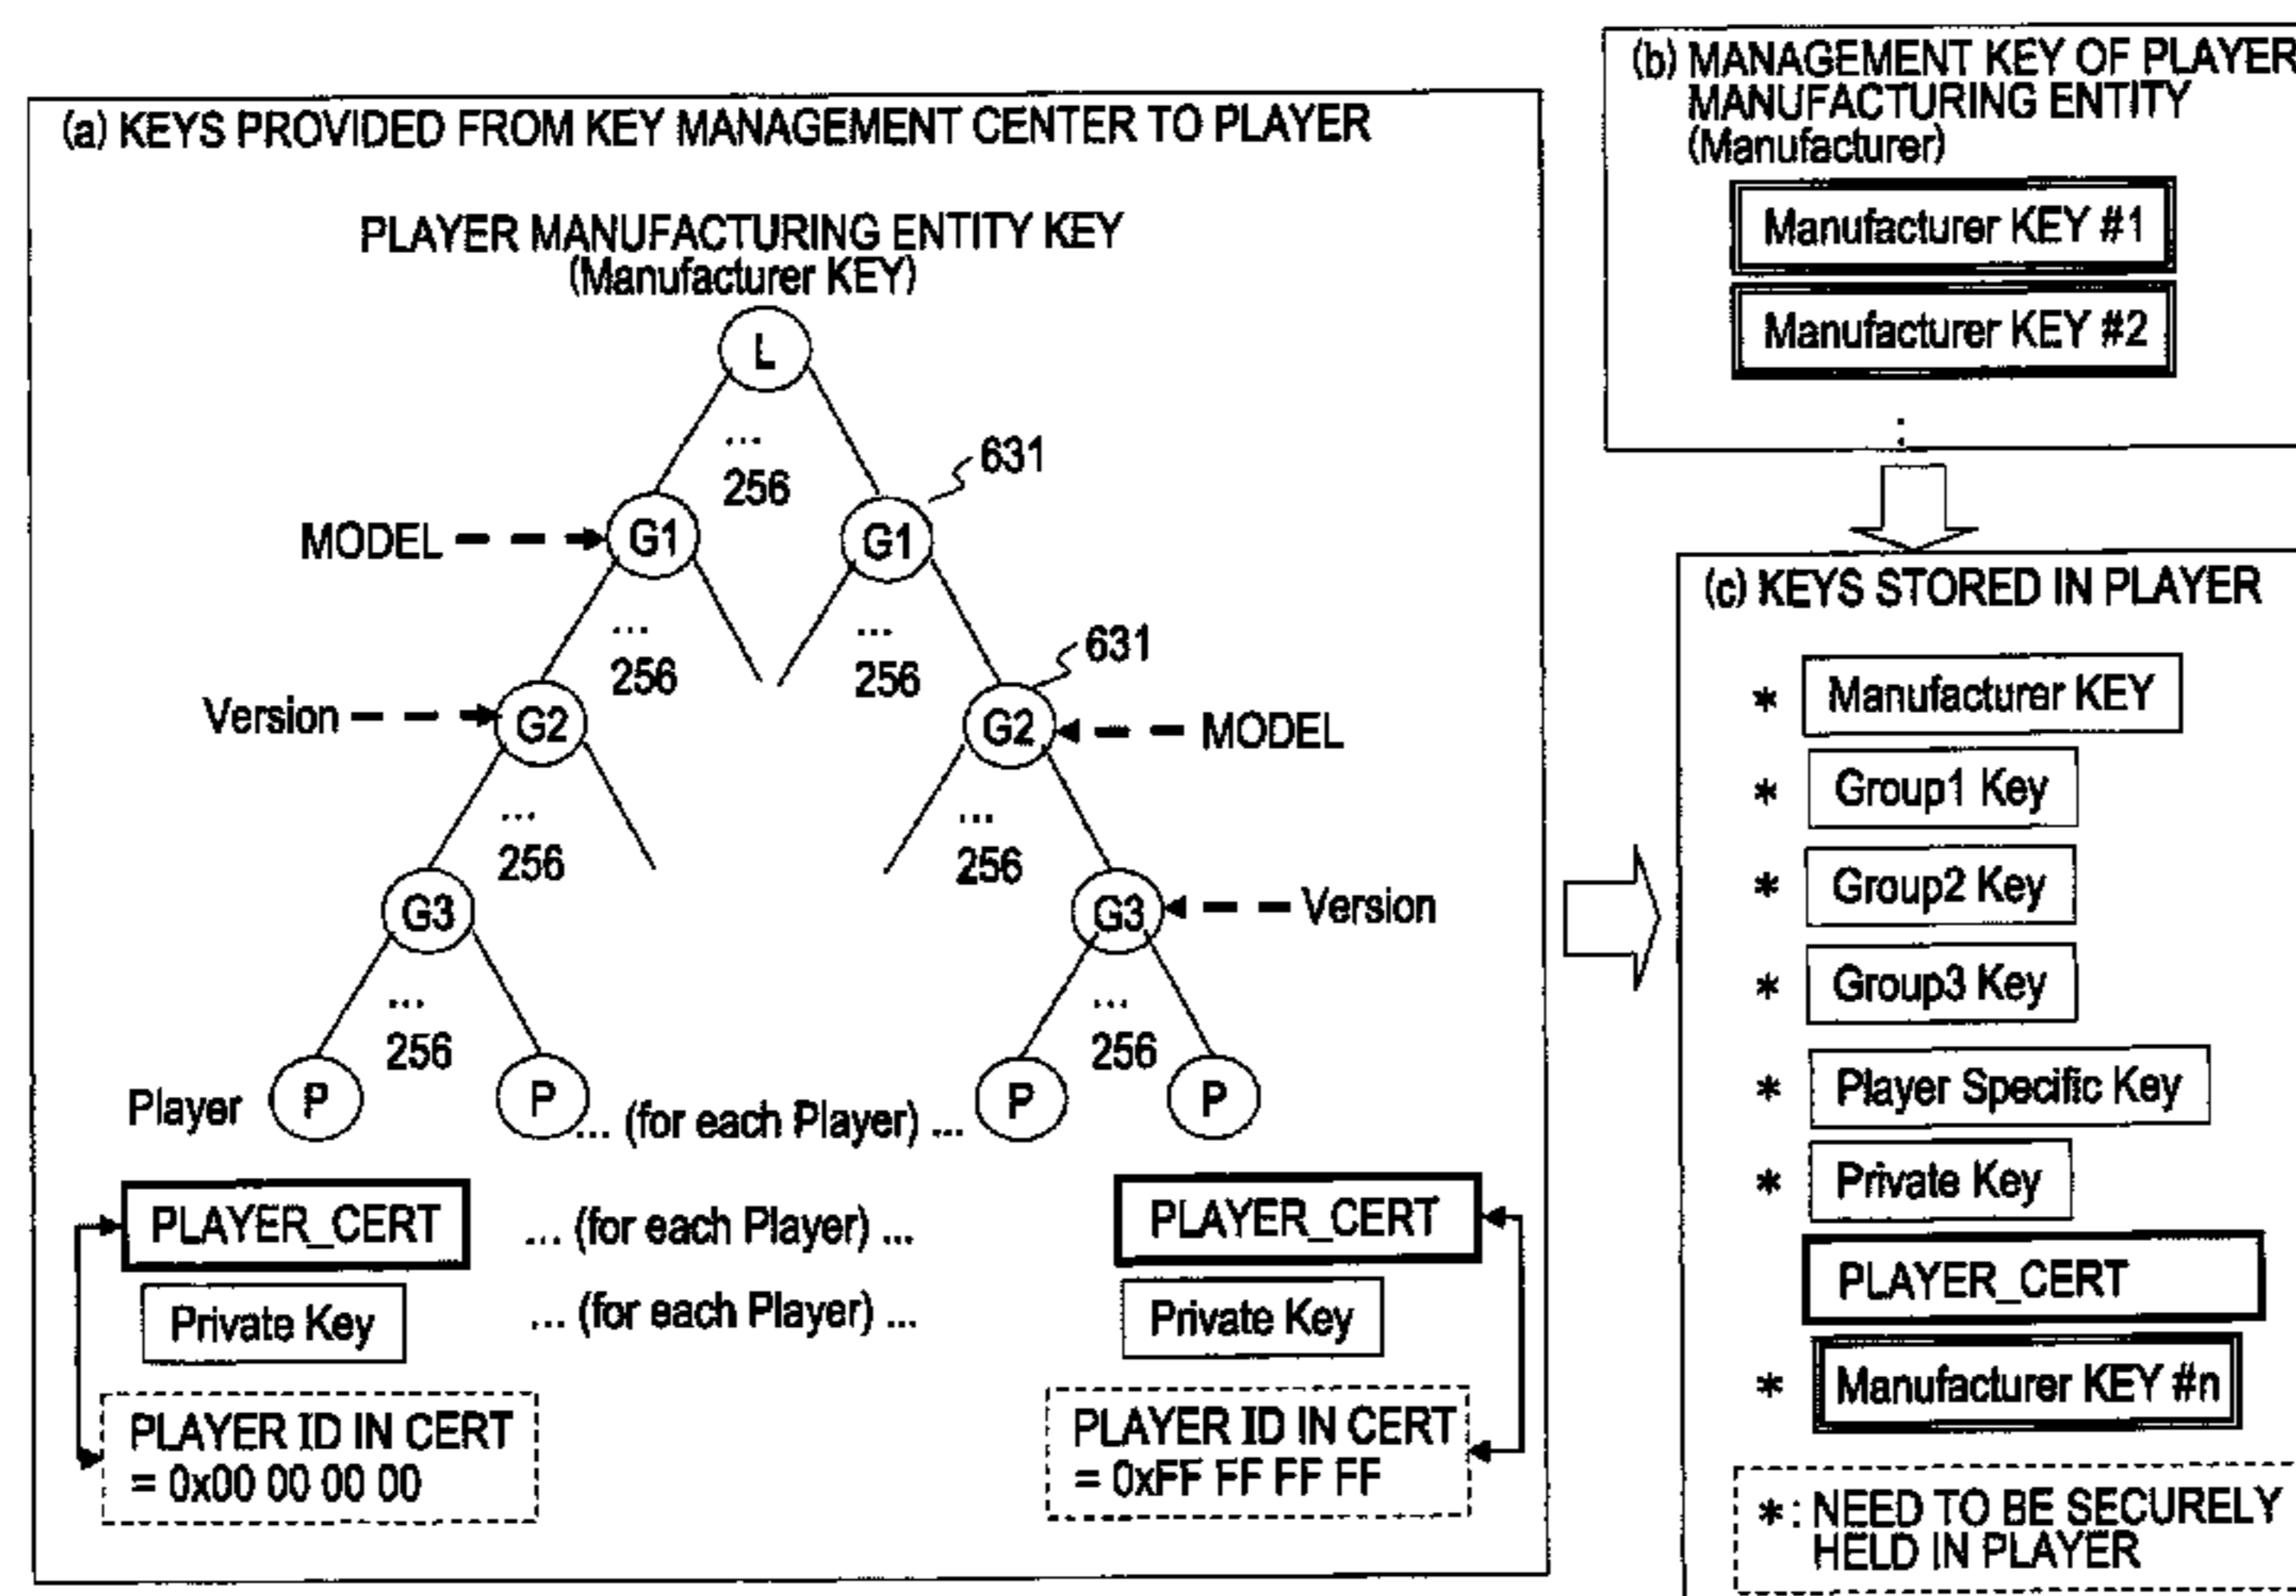 (a) KEYS PROVIDED FROM KEY MANAGEMENT CENTER TO PLAYER
PLAYER MANUFACTURING ENTITY KEY
(Manufacturer KEY)
L
...
256
631
MODEL
G1
G1
...
256
...
256
631
Version
G2
G2
MODEL
...
256
...
256
G3
G3
Version
...
256
...
256
Player
P
P
... (for each Player) ...
P
P
PLAYER_CERT
... (for each Player) ...
PLAYER_CERT
Private Key
... (for each Player) ...
Private Key
PLAYER ID IN CERT
= 0x00 00 00 00
PLAYER ID IN CERT
= 0xFF FF FF FF
(b) MANAGEMENT KEY OF PLAYER
MANUFACTURING ENTITY
(Manufacturer)
Manufacturer KEY #1
Manufacturer KEY #2
:
(c) KEYS STORED IN PLAYER
* Manufacturer KEY
* Group1 Key
* Group2 Key
* Group3 Key
* Player Specific Key
* Private Key
PLAYER_CERT
* Manufacturer KEY #n
* : NEED TO BE SECURELY
HELD IN PLAYER